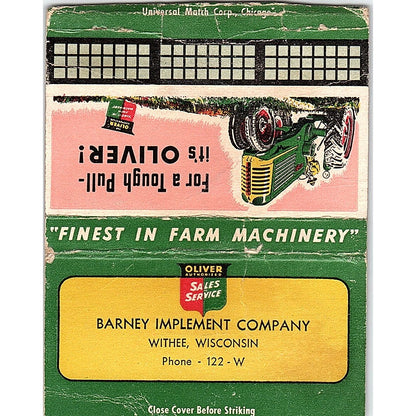 Universal Match Corp., Chicago
For a Tough Pull-
it's OLIVER!
OLIVER
"FINEST IN FARM MACHINERY"
OLIVER
AUTHORIZED
SALES
SERVICE
BARNEY IMPLEMENT COMPANY
WITHEE, WISCONSIN
Phone - 122 - W
Close Cover Before Striking